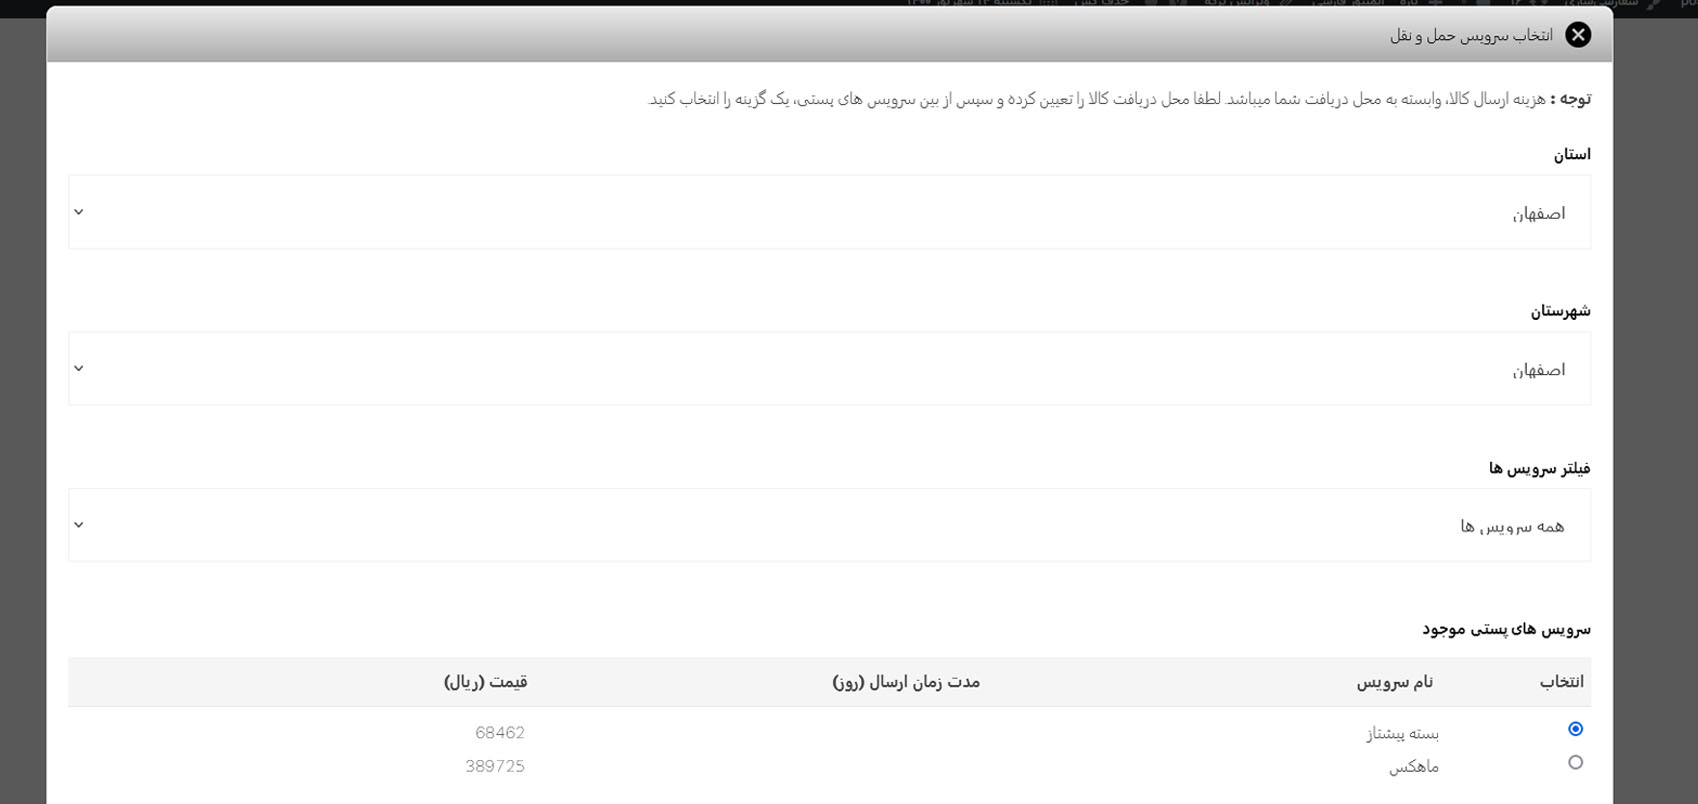 انتخاب سرویس حمل و نقل
توجه : هزینه ارسال کالا، وابسته به محل دریافت شما میباشد. لطفا محل دریافت کالا را تعیین کرده و سپس از بین سرویس های پستی، یک گزینه را انتخاب کنید.
استان
اصفهان
شهرستان
اصفهان
فیلتر سرویس ها
همه سرویس ها
سرویس های پستی موجود
انتخاب نام سرویس مدت زمان ارسال (روز) قیمت (ریال)
بسته پیشتاز 68462
ماهکس 389725